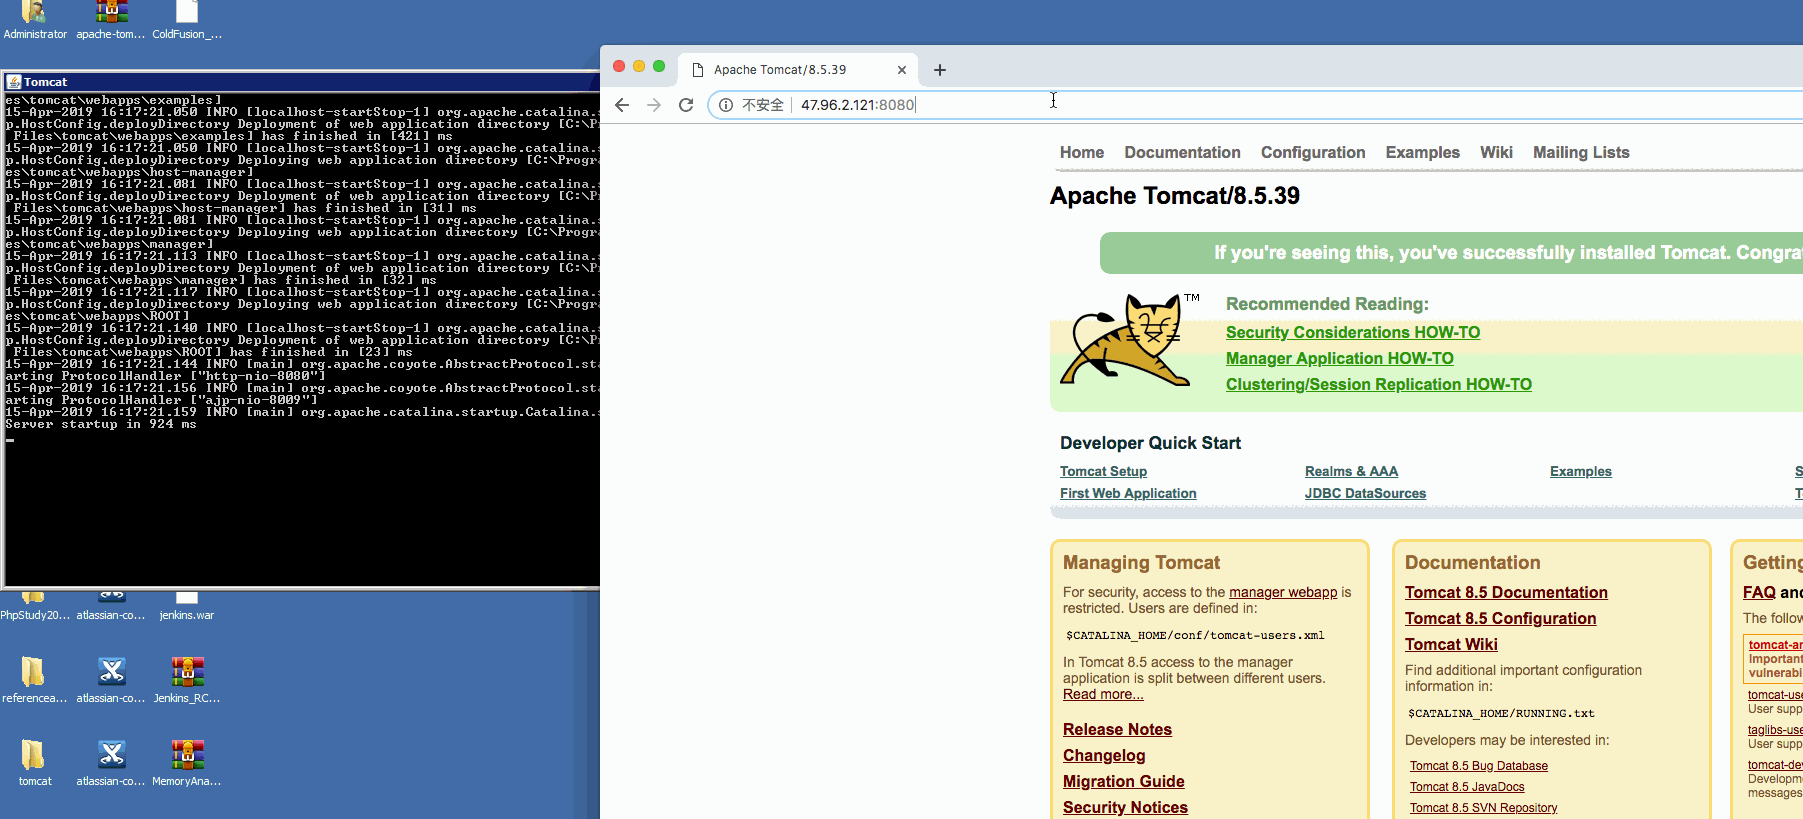 Administrator
apache-tom...
ColdFusion_...
Tomcat
es\tomcat\webapps\examples]
15-Apr-2019 16:17:21.050 INFO [localhost-startStop-1] org.apache.catalina.s
p.HostConfig.deployDirectory Deployment of web application directory [C:\P
 Files\tomcat\webapps\examples] has finished in [421] ms
15-Apr-2019 16:17:21.050 INFO [localhost-startStop-1] org.apache.catalina.s
p.HostConfig.deployDirectory Deploying web application directory [C:\Progra
es\tomcat\webapps\host-manager]
15-Apr-2019 16:17:21.081 INFO [localhost-startStop-1] org.apache.catalina.s
p.HostConfig.deployDirectory Deployment of web application directory [C:\P
 Files\tomcat\webapps\host-manager] has finished in [31] ms
15-Apr-2019 16:17:21.081 INFO [localhost-startStop-1] org.apache.catalina.s
p.HostConfig.deployDirectory Deploying web application directory [C:\Progra
es\tomcat\webapps\manager]
15-Apr-2019 16:17:21.113 INFO [localhost-startStop-1] org.apache.catalina.s
p.HostConfig.deployDirectory Deployment of web application directory [C:\P
 Files\tomcat\webapps\manager] has finished in [32] ms
15-Apr-2019 16:17:21.117 INFO [localhost-startStop-1] org.apache.catalina.s
p.HostConfig.deployDirectory Deploying web application directory [C:\Progra
es\tomcat\webapps\ROOT]
15-Apr-2019 16:17:21.140 INFO [localhost-startStop-1] org.apache.catalina.s
p.HostConfig.deployDirectory Deployment of web application directory [C:\P
 Files\tomcat\webapps\ROOT] has finished in [23] ms
15-Apr-2019 16:17:21.144 INFO [main] org.apache.coyote.AbstractProtocol.st
arting ProtocolHandler ["http-nio-8080"]
15-Apr-2019 16:17:21.156 INFO [main] org.apache.coyote.AbstractProtocol.st
arting ProtocolHandler ["ajp-nio-8009"]
15-Apr-2019 16:17:21.159 INFO [main] org.apache.catalina.startup.Catalina.s
Server startup in 924 ms
PhpStudy20...
atlassian-co...
jenkins.war
referencea...
atlassian-co...
Jenkins_RC...
tomcat
atlassian-co...
MemoryAna...
Apache Tomcat/8.5.39
不安全
47.96.2.121:8080
Home Documentation Configuration Examples Wiki Mailing Lists
Apache Tomcat/8.5.39
If you're seeing this, you've successfully installed Tomcat. Congra
TM
Recommended Reading:
Security Considerations HOW-TO
Manager Application HOW-TO
Clustering/Session Replication HOW-TO
Developer Quick Start
Tomcat Setup
First Web Application
Realms & AAA
JDBC DataSources
Examples
S
T
Managing Tomcat
For security, access to the manager webapp is
restricted. Users are defined in:
$CATALINA_HOME/conf/tomcat-users.xml
In Tomcat 8.5 access to the manager
application is split between different users.
Read more...
Release Notes
Changelog
Migration Guide
Security Notices
Documentation
Tomcat 8.5 Documentation
Tomcat 8.5 Configuration
Tomcat Wiki
Find additional important configuration
information in:
$CATALINA_HOME/RUNNING.txt
Developers may be interested in:
Tomcat 8.5 Bug Database
Tomcat 8.5 JavaDocs
Tomcat 8.5 SVN Repository
Getting
FAQ and
The follow
tomcat-an
Important
vulnerabi
tomcat-use
User supp
taglibs-use
User supp
tomcat-dev
Developme
messages